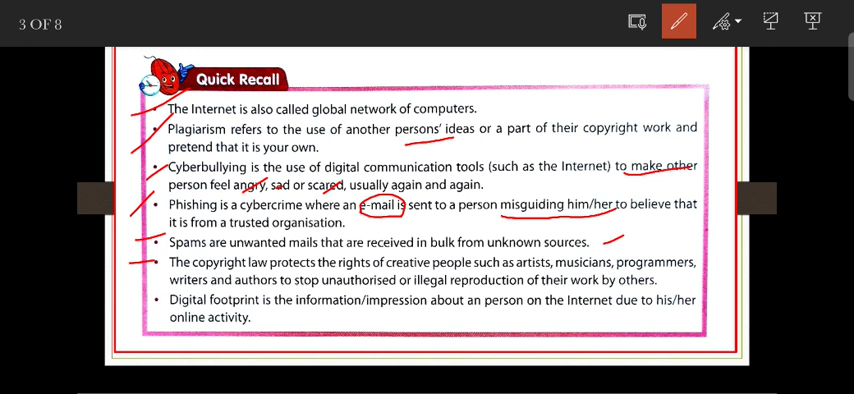 3 OF 8
Quick Recall
• The Internet is also called global network of computers.
• Plagiarism refers to the use of another persons' ideas or a part of their copyright work and
pretend that it is your own.
• Cyberbullying is the use of digital communication tools (such as the Internet) to make other
person feel angry, sad or scared, usually again and again.
• Phishing is a cybercrime where an e-mail is sent to a person misguiding him/her to believe that
it is from a trusted organisation.
• Spams are unwanted mails that are received in bulk from unknown sources.
• The copyright law protects the rights of creative people such as artists, musicians, programmers,
writers and authors to stop unauthorised or illegal reproduction of their work by others.
• Digital footprint is the information/impression about an person on the Internet due to his/her
online activity.